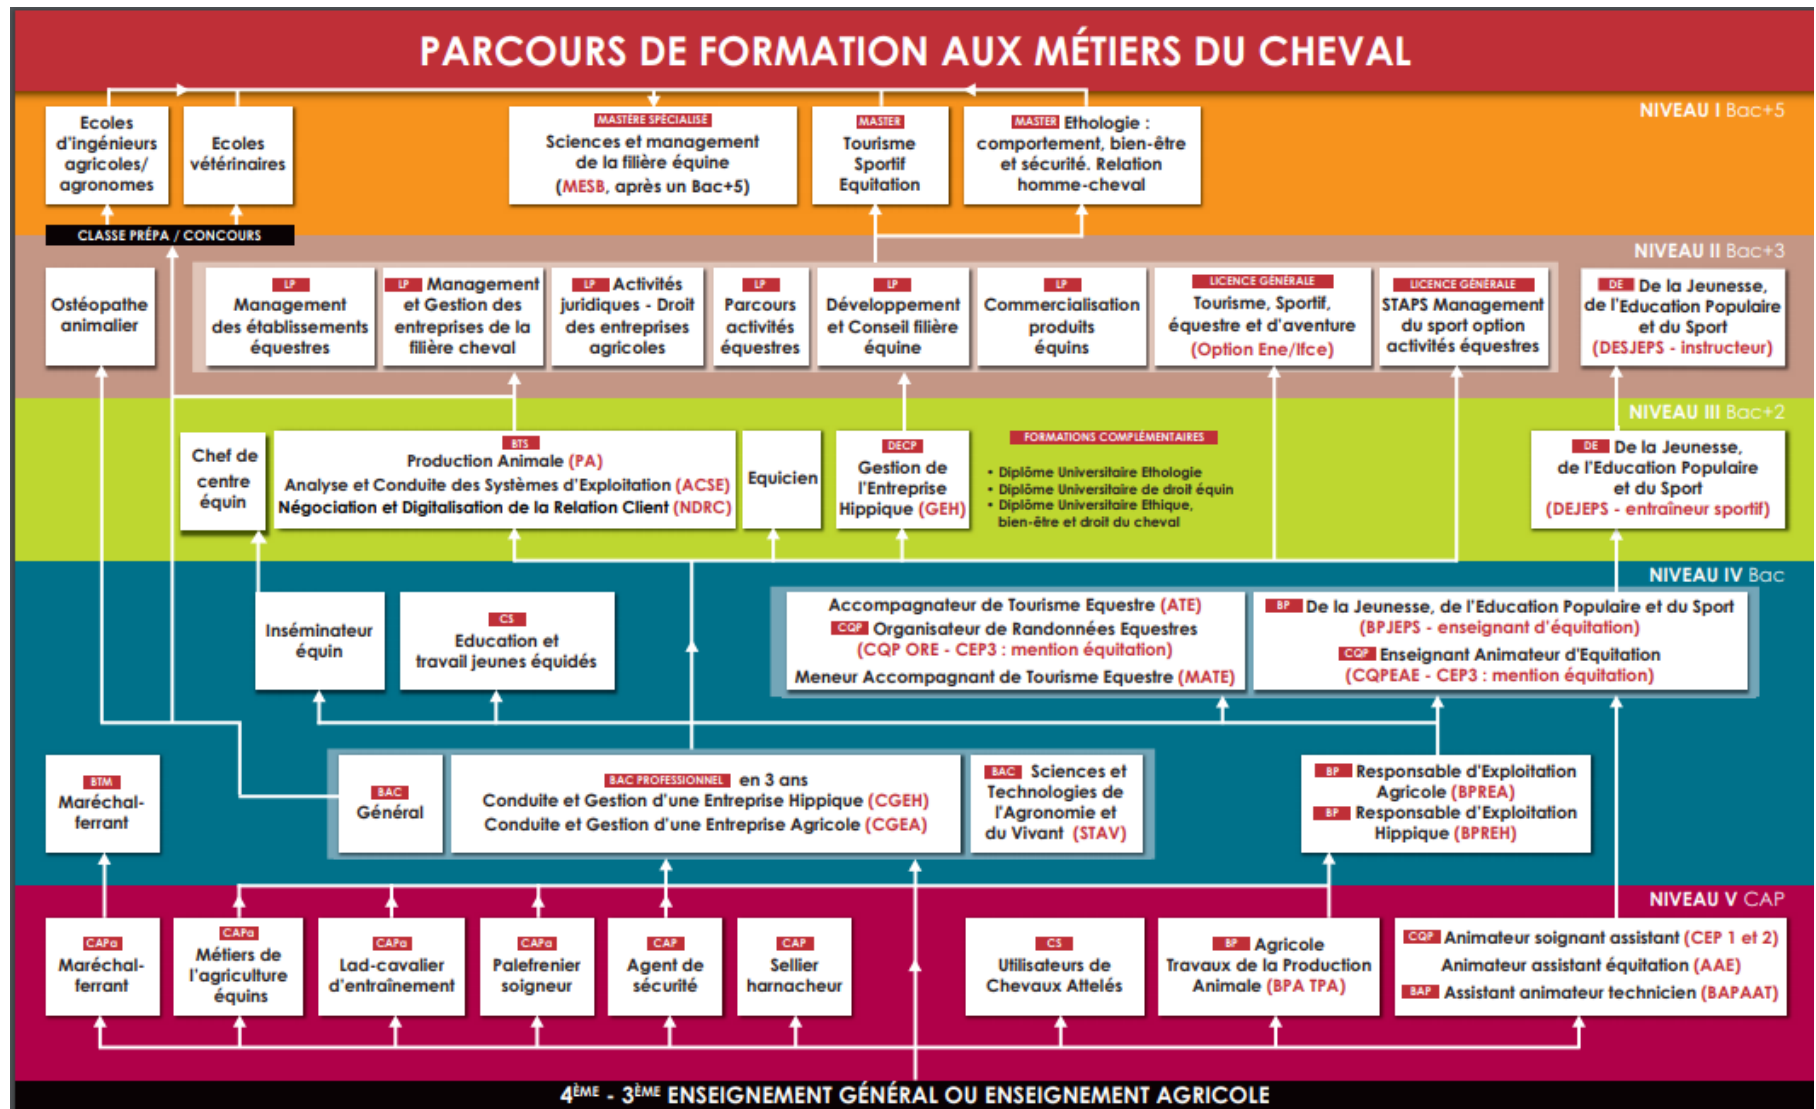 PARCOURS DE FORMATION AUX MÉTIERS DU CHEVAL
NIVEAU I Bac+5
Ecoles
d'ingénieurs
agricoles/
agronomes
Ecoles
vétérinaires
MASTÈRE SPÉCIALISÉ
Sciences et management
de la filière équine
(MESB, après un Bac+5)
MASTER
Tourisme
Sportif
Equitation
MASTER Ethologie :
comportement, bien-être
et sécurité. Relation
homme-cheval
CLASSE PRÉPA / CONCOURS
NIVEAU II Bac+3
Ostéopathe
animalier
LP
Management
des établissements
équestres
LP Management
et Gestion des
entreprises de la
filière cheval
LP Activités
juridiques - Droit
des entreprises
agricoles
LP
Parcours
activités
équestres
LP
Développement
et Conseil filière
équine
LP
Commercialisation
produits
équins
LICENCE GÉNÉRALE
Tourisme, Sportif,
équestre et d'aventure
(Option Ene/Ifce)
LICENCE GÉNÉRALE
STAPS Management
du sport option
activités équestres
DE De la Jeunesse,
de l'Education Populaire
et du Sport
(DESJEPS - instructeur)
NIVEAU III Bac+2
Chef de
centre
équin
BTS
Production Animale (PA)
Analyse et Conduite des Systèmes d'Exploitation (ACSE)
Négociation et Digitalisation de la Relation Client (NDRC)
Equicien
DECP
Gestion de
l'Entreprise
Hippique (GEH)
FORMATIONS COMPLÉMENTAIRES
• Diplôme Universitaire Ethologie
• Diplôme Universitaire de droit équin
• Diplôme Universitaire Ethique,
bien-être et droit du cheval
DE De la Jeunesse,
de l'Education Populaire
et du Sport
(DEJEPS - entraîneur sportif)
NIVEAU IV Bac
Inséminateur
équin
CS
Education et
travail jeunes équidés
Accompagnateur de Tourisme Equestre (ATE)
CQP Organisateur de Randonnées Equestres
(CQP ORE - CEP3 : mention équitation)
Meneur Accompagnant de Tourisme Equestre (MATE)
BP De la Jeunesse, de l'Education Populaire et du Sport
(BPJEPS - enseignant d'équitation)
CQP Enseignant Animateur d'Equitation
(CQPEAE - CEP3 : mention équitation)
BTM
Maréchal-
ferrant
BAC
Général
BAC PROFESSIONNEL en 3 ans
Conduite et Gestion d'une Entreprise Hippique (CGEH)
Conduite et Gestion d'une Entreprise Agricole (CGEA)
BAC Sciences et
Technologies de
l'Agronomie et
du Vivant (STAV)
BP Responsable d'Exploitation
Agricole (BPREA)
BP Responsable d'Exploitation
Hippique (BPREH)
NIVEAU V CAP
CAPa
Maréchal-
ferrant
CAPa
Métiers de
l'agriculture
équins
CAPa
Lad-cavalier
d'entraînement
CAPa
Palefrenier
soigneur
CAP
Agent de
sécurité
CAP
Sellier
harnacheur
CS
Utilisateurs de
Chevaux Attelés
BP Agricole
Travaux de la Production
Animale (BPA TPA)
CQP Animateur soignant assistant (CEP 1 et 2)
Animateur assistant équitation (AAE)
BAP Assistant animateur technicien (BAPAAT)
4ÈME - 3ÈME ENSEIGNEMENT GÉNÉRAL OU ENSEIGNEMENT AGRICOLE